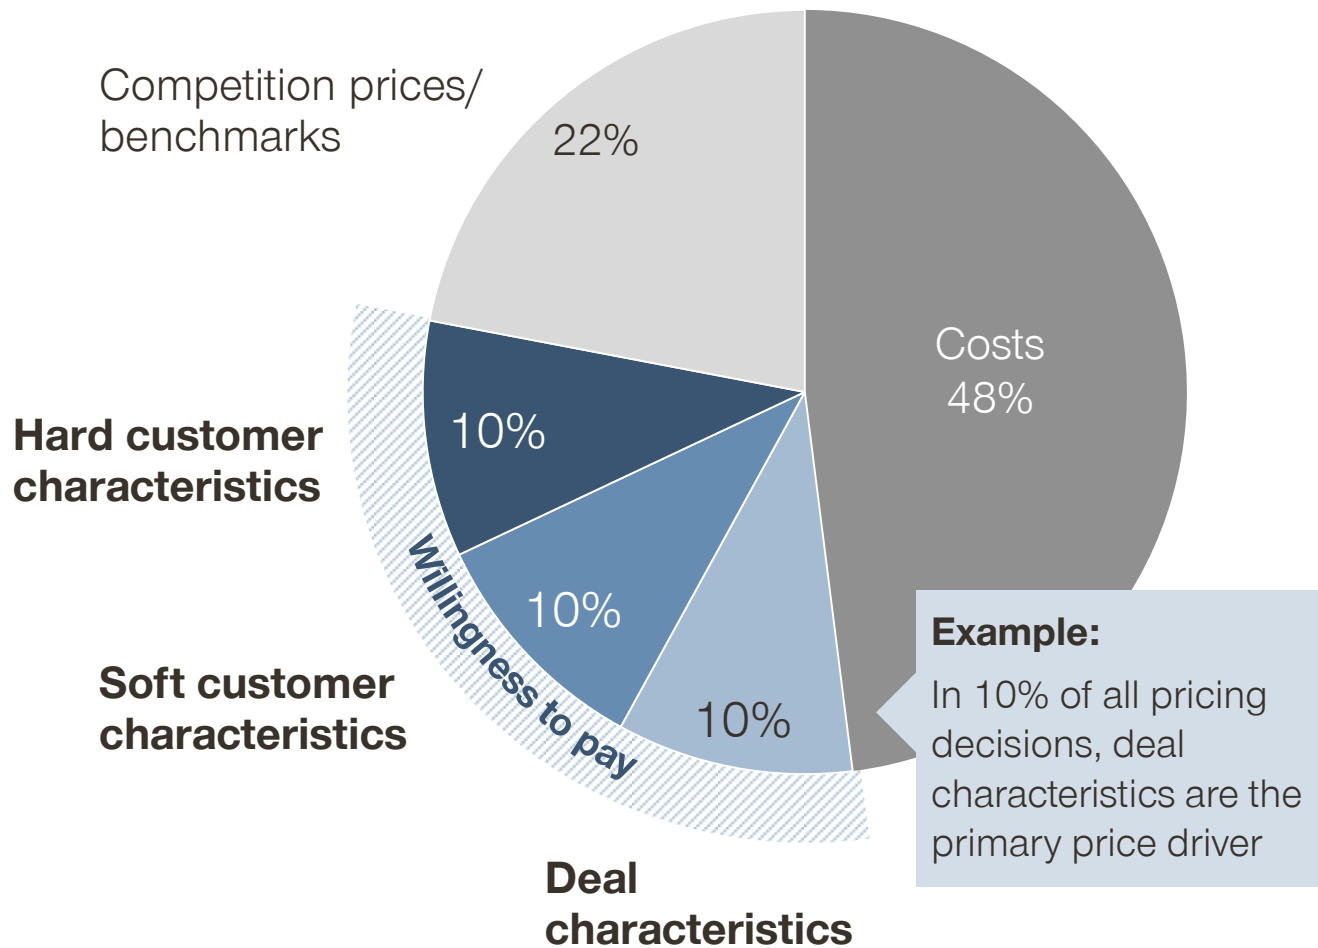 Competition prices/
benchmarks
22%
Costs
48%
Hard customer
characteristics
10%
Soft customer
characteristics
10%
Willingness to pay
10%
Deal
characteristics
Example:
In 10% of all pricing
decisions, deal
characteristics are the
primary price driver